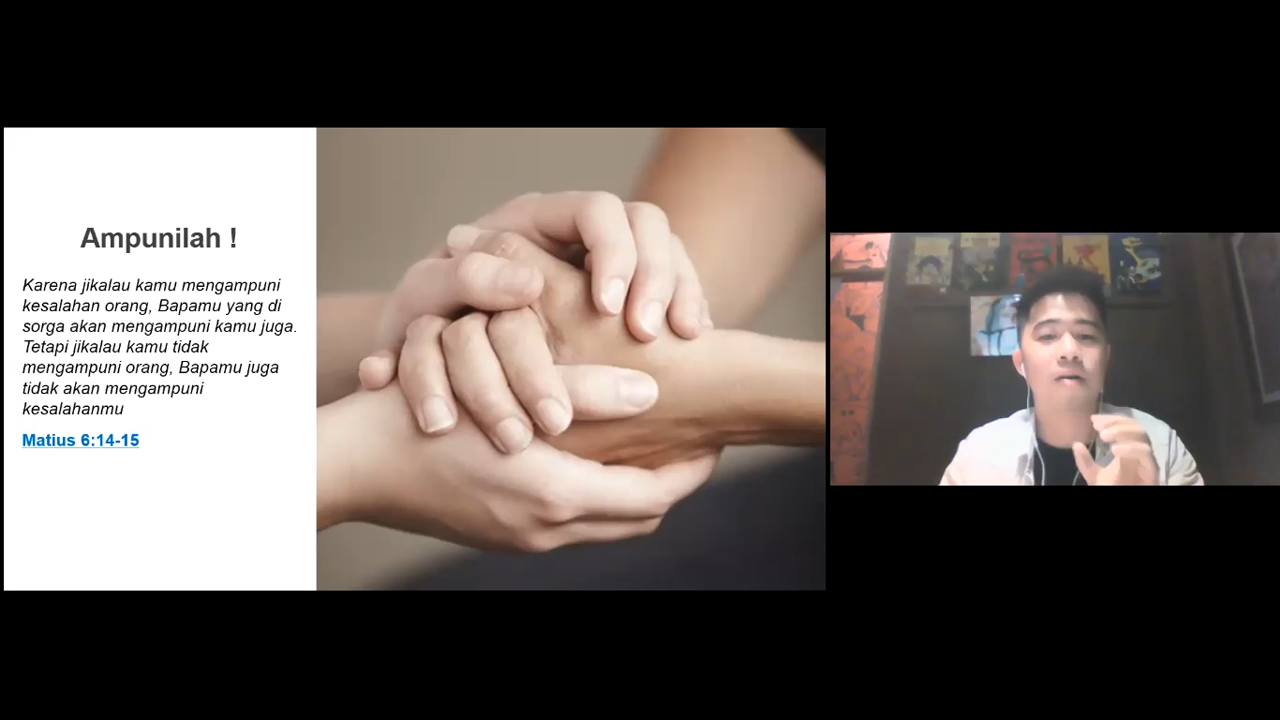 Ampunilah !
Karena jikalau kamu mengampuni
kesalahan orang, Bapamu yang di
sorga akan mengampuni kamu juga.
Tetapi jikalau kamu tidak
mengampuni orang, Bapamu juga
tidak akan mengampuni
kesalahanmu
Matius 6:14-15